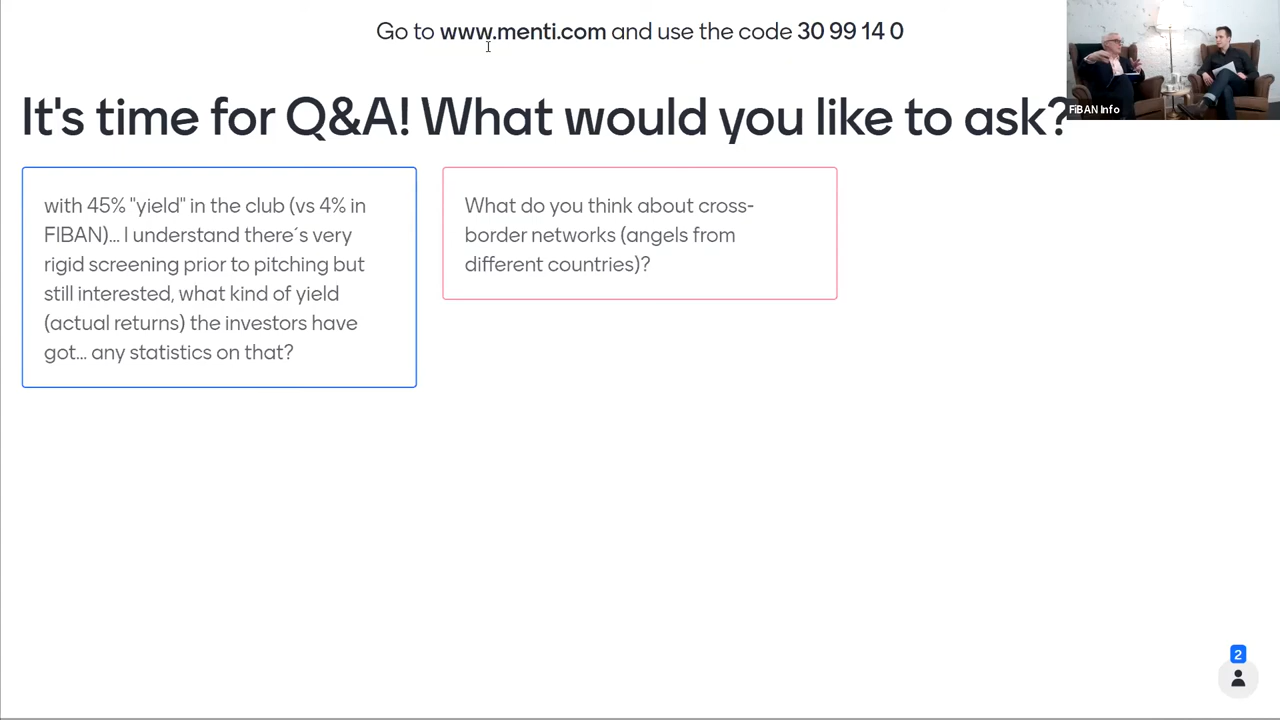 Go to www.menti.com and use the code 30 99 14 0
It's time for Q&A! What would you like to ask?
FiBAN Info
with 45% "yield" in the club (vs 4% in
FIBAN)... I understand there´s very
rigid screening prior to pitching but
still interested, what kind of yield
(actual returns) the investors have
got... any statistics on that?
What do you think about cross-
border networks (angels from
different countries)?
2